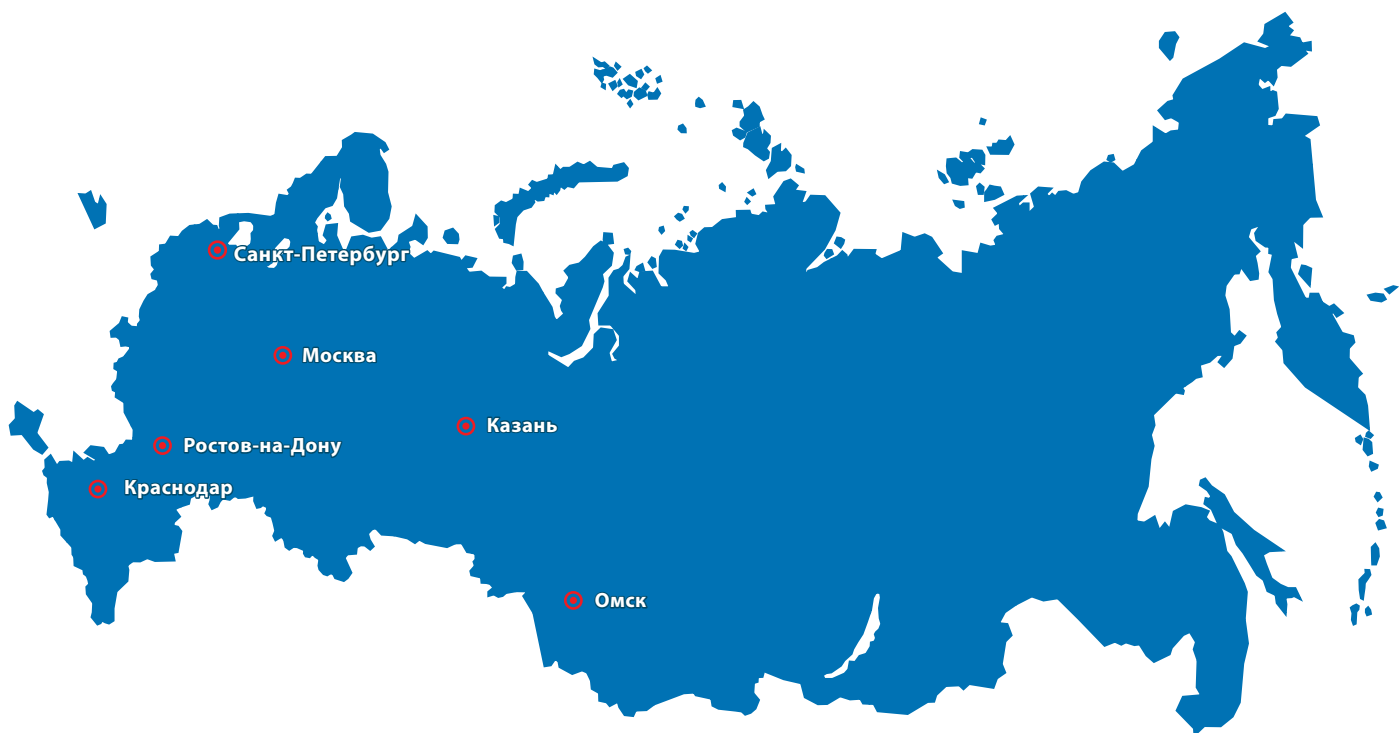 Санкт-Петербург
Москва
Казань
Ростов-на-Дону
Краснодар
Омск